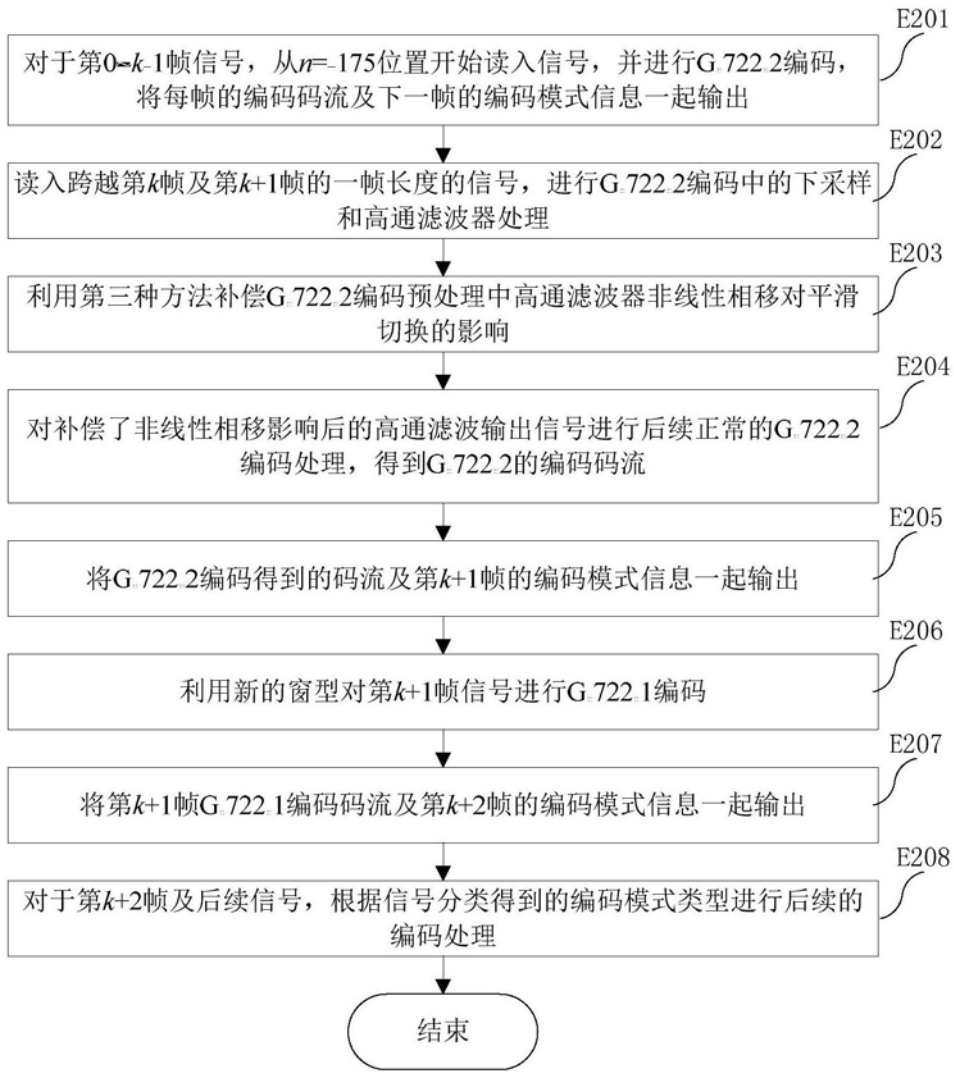 E201
对于第0~k-1帧信号，从n=-175位置开始读入信号，并进行G.722.2编码，
将每帧的编码码流及下一帧的编码模式信息一起输出
E202
读入跨越第k帧及第k+1帧的一帧长度的信号，进行G.722.2编码中的下采样
和高通滤波器处理
E203
利用第三种方法补偿G.722.2编码预处理中高通滤波器非线性相移对平滑
切换的影响
E204
对补偿了非线性相移影响后的高通滤波输出信号进行后续正常的G.722.2
编码处理，得到G.722.2的编码码流
E205
将G.722.2编码得到的码流及第k+1帧的编码模式信息一起输出
E206
利用新的窗型对第k+1帧信号进行G.722.1编码
E207
将第k+1帧G.722.1编码码流及第k+2帧的编码模式信息一起输出
E208
对于第k+2帧及后续信号，根据信号分类得到的编码模式类型进行后续的
编码处理
结束